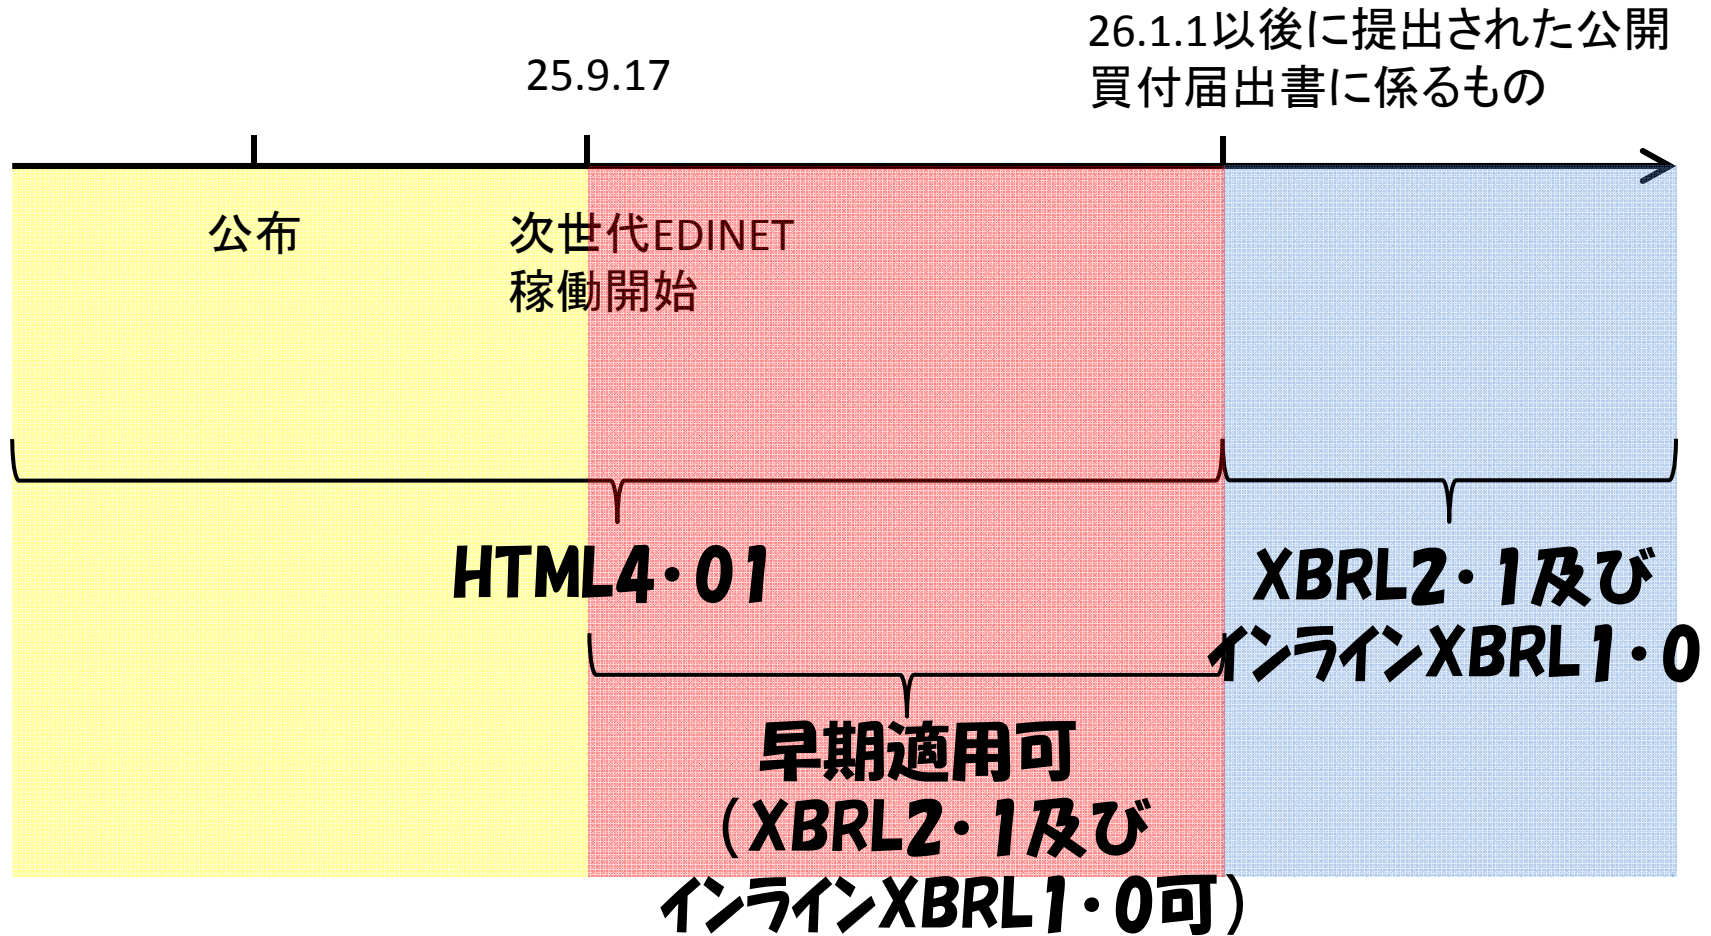 26.1.1以後に提出された公開
買付届出書に係るもの
25.9.17
公布
次世代EDINET
稼働開始
HTML4・01
XBRL2・1及び
インラインXBRL1・0
早期適用可
（XBRL2・1及び
インラインXBRL1・0可）